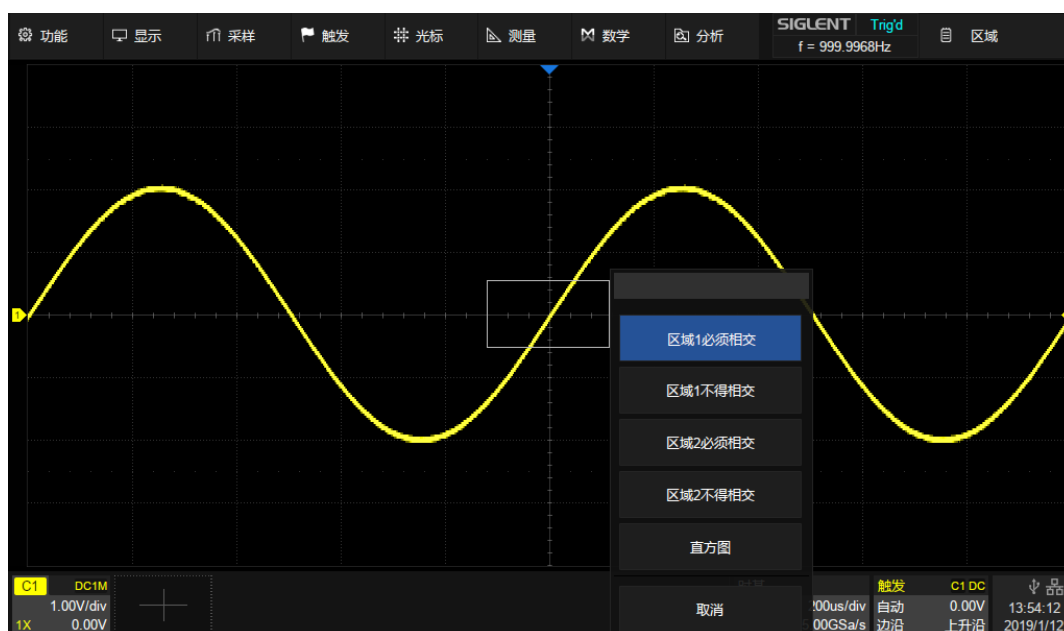 功能 显示 采样 触发 光标 测量 数学 分析 SIGLENT Trig'd 区域
f = 999.9968Hz
1
区域1必须相交
区域1不得相交
区域2必须相交
区域2不得相交
直方图
取消
C1 DC1M
1.00V/div
1X 0.00V
200us/div
00GSa/s
触发 C1 DC
自动 0.00V
边沿 上升沿
13:54:12
2019/1/12